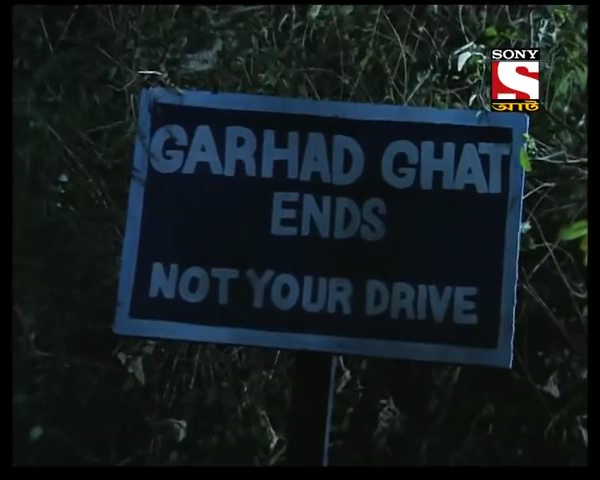 SONY
S
আট
GARHAD GHAT
ENDS
NOT YOUR DRIVE